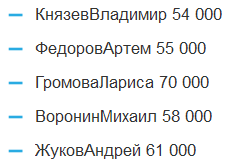 КнязевВладимир 54 000
ФедоровАртем 55 000
ГромоваЛариса 70 000
ВоронинМихаил 58 000
ЖуковАндрей 61 000